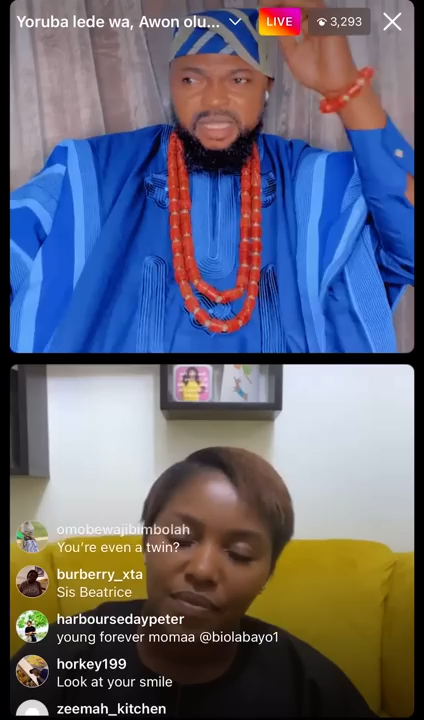 Yoruba lede wa, Awon olu...
LIVE
3,293
omobewajibimbolah
You're even a twin?
burberry_xta
Sis Beatrice
harboursedaypeter
young forever momaa @biolabayo1
horkey199
Look at your smile
zeemah_kitchen